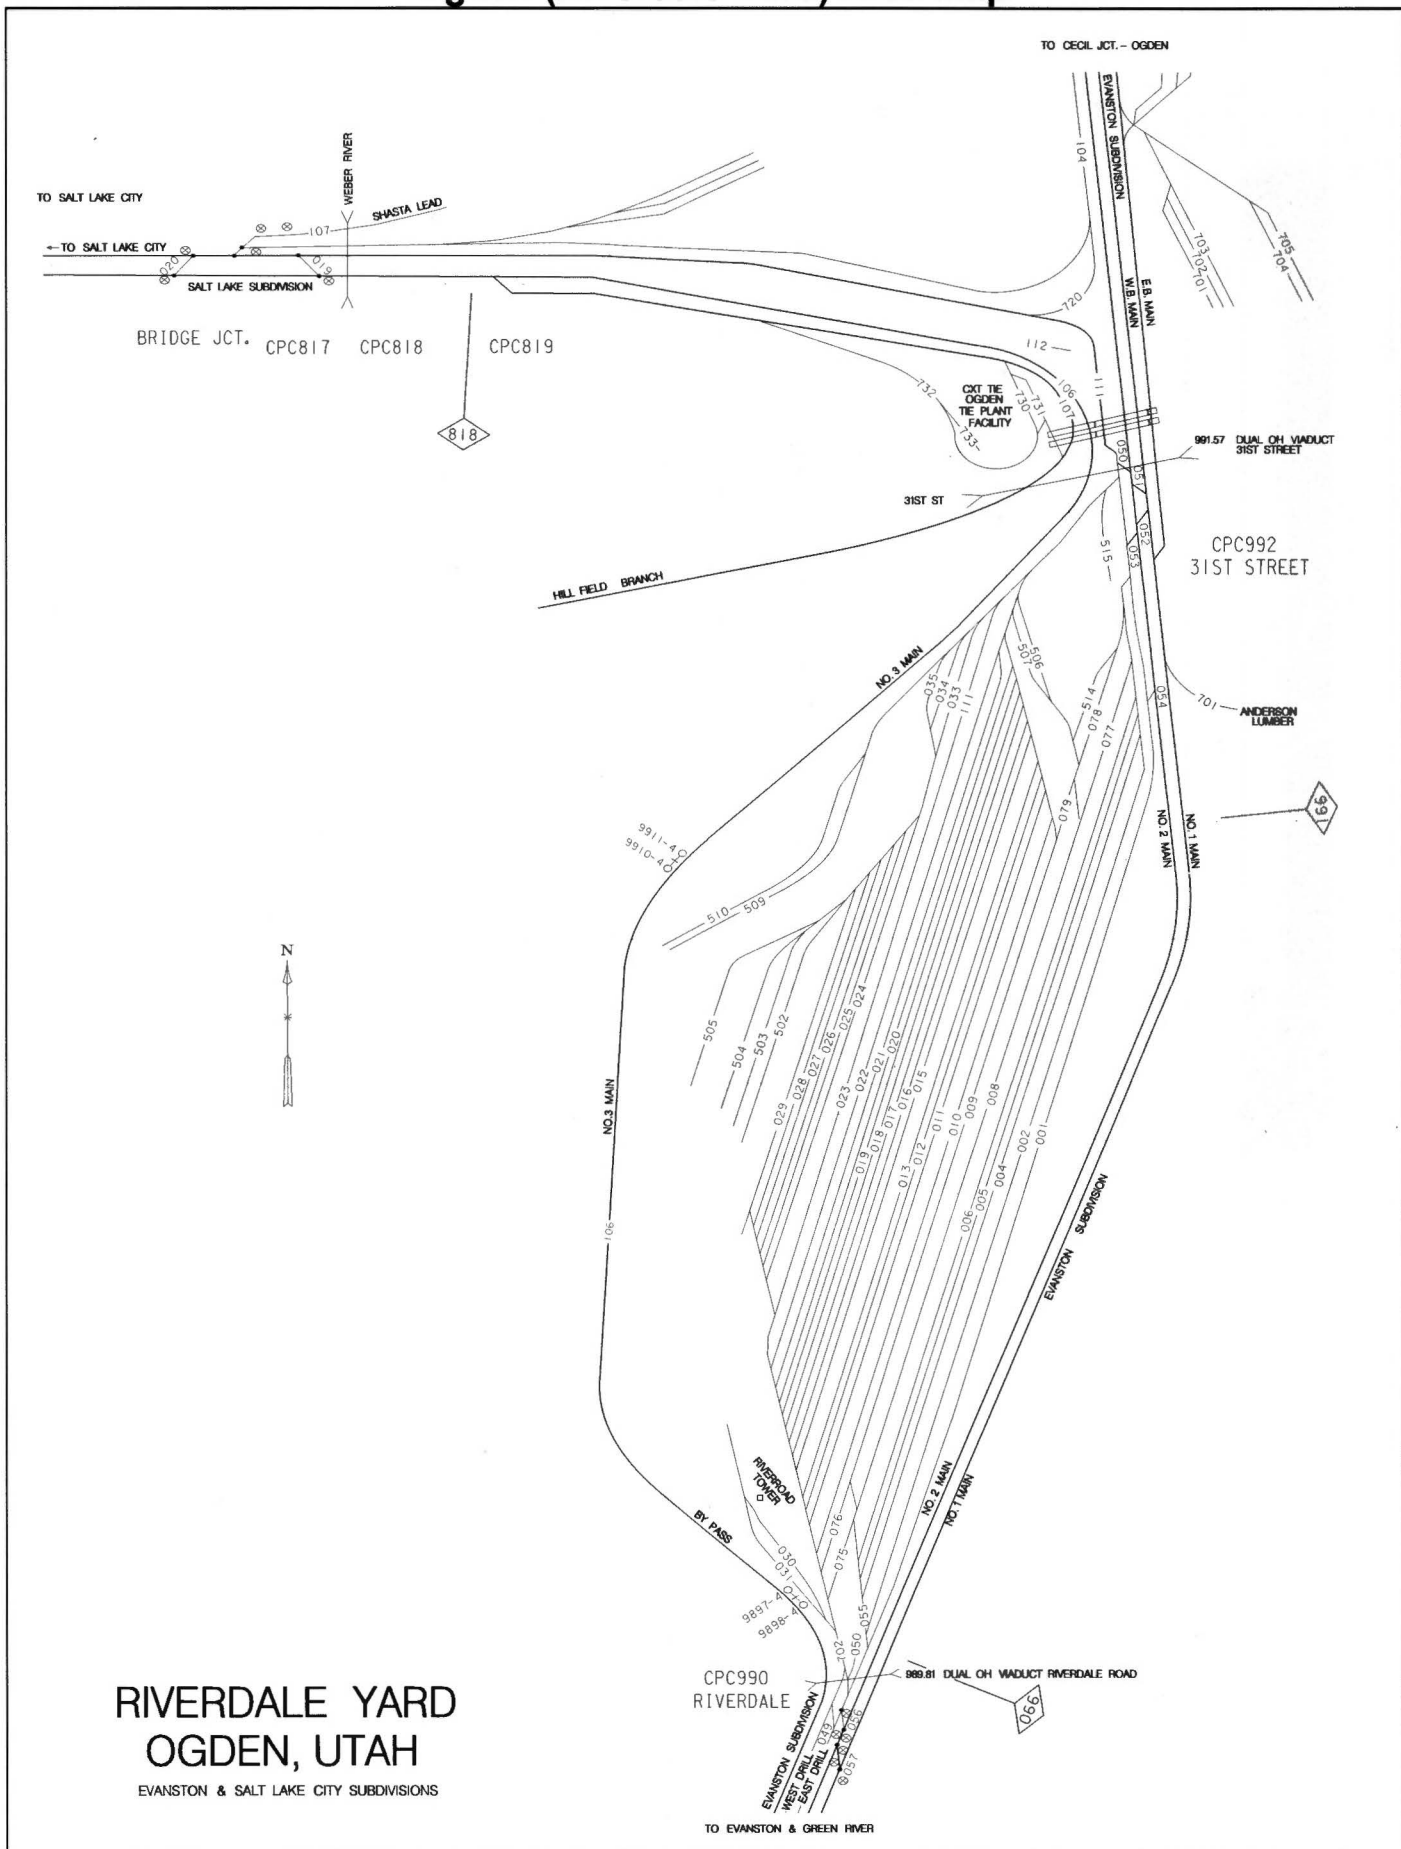 TO CECIL JCT. - OGDEN
EVANSTON SUBDIVISION
104
WEBER RIVER
TO SALT LAKE CITY
SHASTA LEAD
107
←TO SALT LAKE CITY
020
019
SALT LAKE SUBDIVISION
703
702
701
705
704
BRIDGE JCT.
CPC817
CPC818
CPC819
818
W.B. MAIN
E.B. MAIN
720
112
111
106
107
732
733
730
731
CXT TIE
OGDEN
TIE PLANT
FACILITY
991.57 DUAL OH VIADUCT
31ST STREET
050
051
052
053
31ST ST
515
CPC992
31ST STREET
HILL FIELD BRANCH
NO. 3 MAIN
035
034
033
111
506
507
514
078
077
054
701
ANDERSON
LUMBER
079
991
NO. 2 MAIN
NO. 1 MAIN
9911-4
9910-4
510
509
N
505
504
503
502
029
028
027
026
025
024
023
022
021
020
019
018
017
016
015
013
012
011
010
009
008
006
005
004
002
001
NO.3 MAIN
106
EVANSTON SUBDIVISION
RIVERROAD
TOWER
NO. 2 MAIN
NO. 1 MAIN
BY PASS
030
031
076
075
9897-4
9898-4
702
050
055
CPC990
RIVERDALE
989.81 DUAL OH VIADUCT RIVERDALE ROAD
990
049
056
057
EVANSTON SUBDIVISION
WEST DRILL
EAST DRILL
TO EVANSTON & GREEN RIVER
RIVERDALE YARD
OGDEN, UTAH
EVANSTON & SALT LAKE CITY SUBDIVISIONS